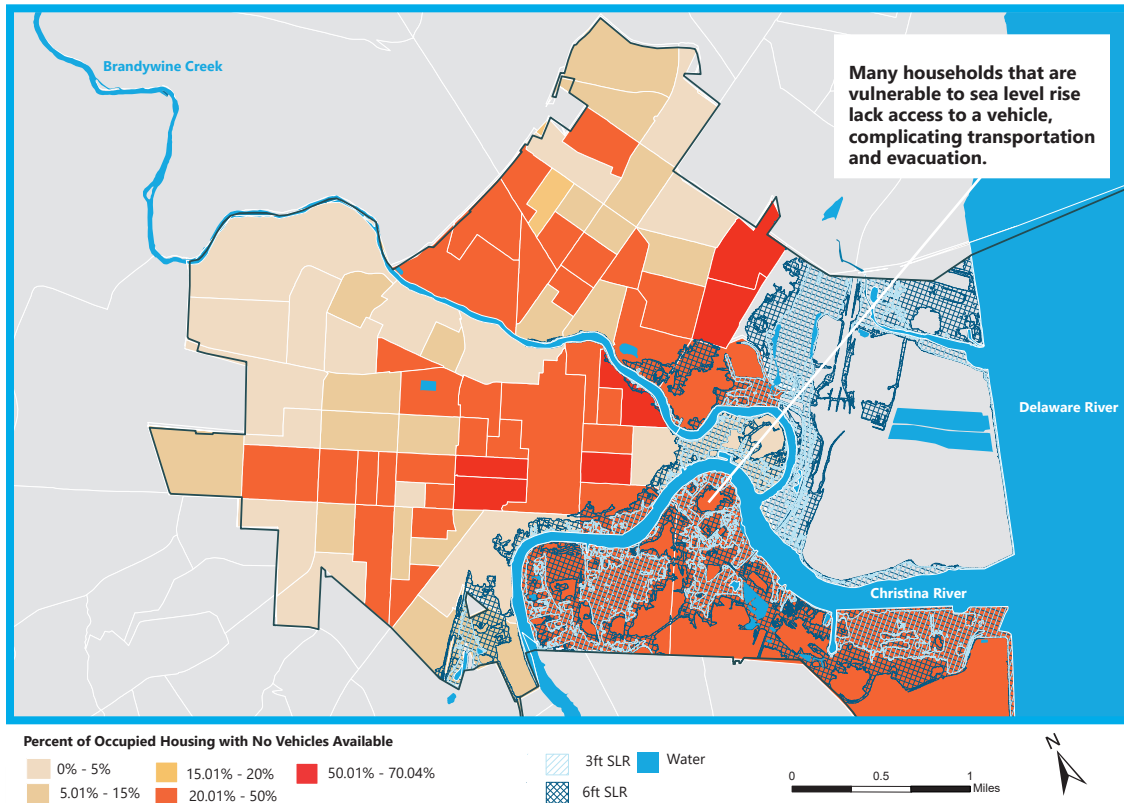 Brandywine Creek
Many households that are
vulnerable to sea level rise
lack access to a vehicle,
complicating transportation
and evacuation.
Delaware River
Christina River
Percent of Occupied Housing with No Vehicles Available
0% - 5%
5.01% - 15%
15.01% - 20%
20.01% - 50%
50.01% - 70.04%
3ft SLR
6ft SLR
Water
0 0.5 1
Miles
N